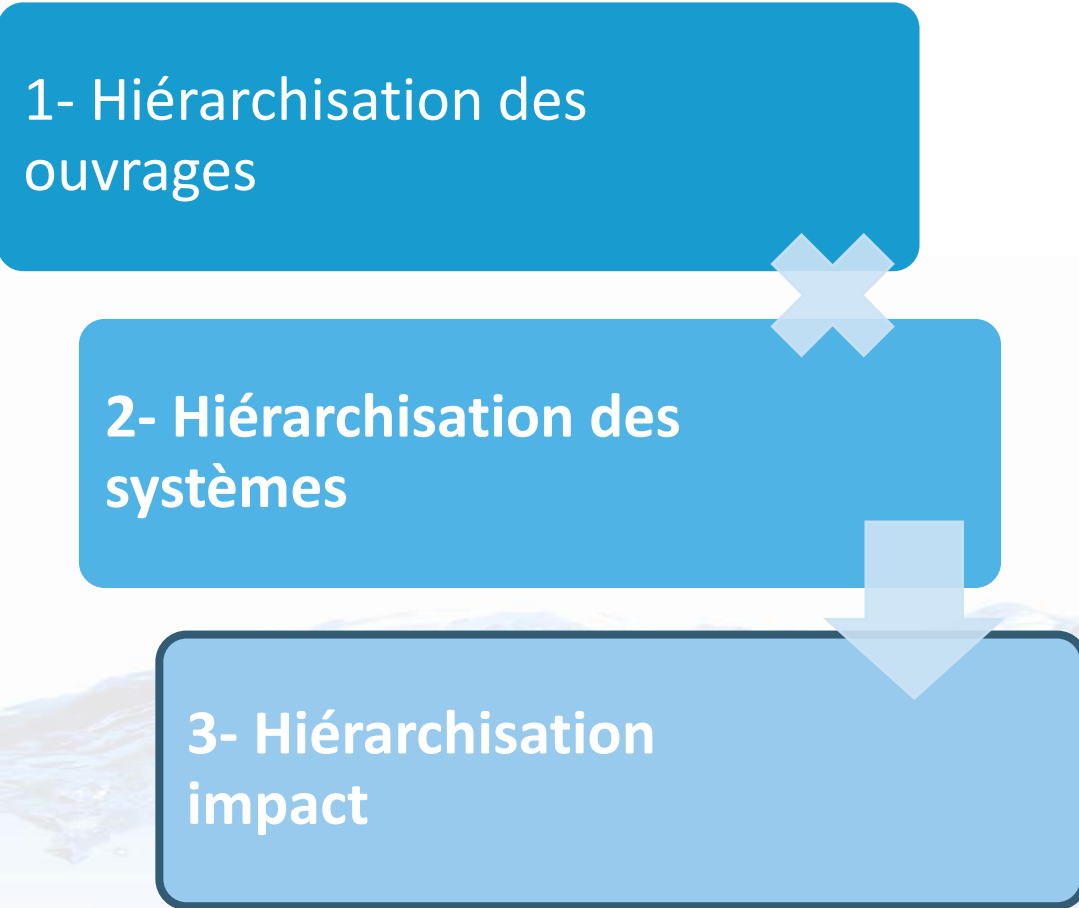 1- Hiérarchisation des
ouvrages
2- Hiérarchisation des
systèmes
3- Hiérarchisation
impact